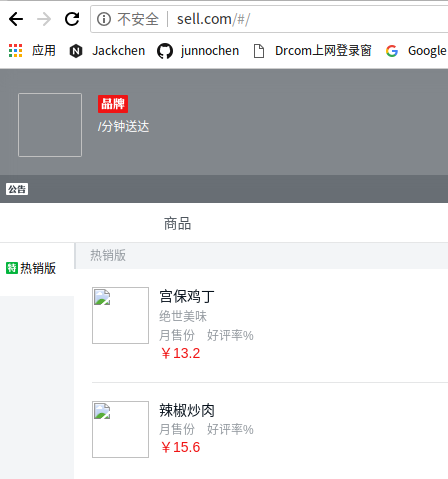 不安全 sell.com/#/
应用 Jackchen junnochen Drcom上网登录窗 Google
品牌
/分钟送达
公告
商品
热销版
特 热销版
宫保鸡丁
绝世美味
月售份 好评率%
￥13.2
辣椒炒肉
月售份 好评率%
￥15.6